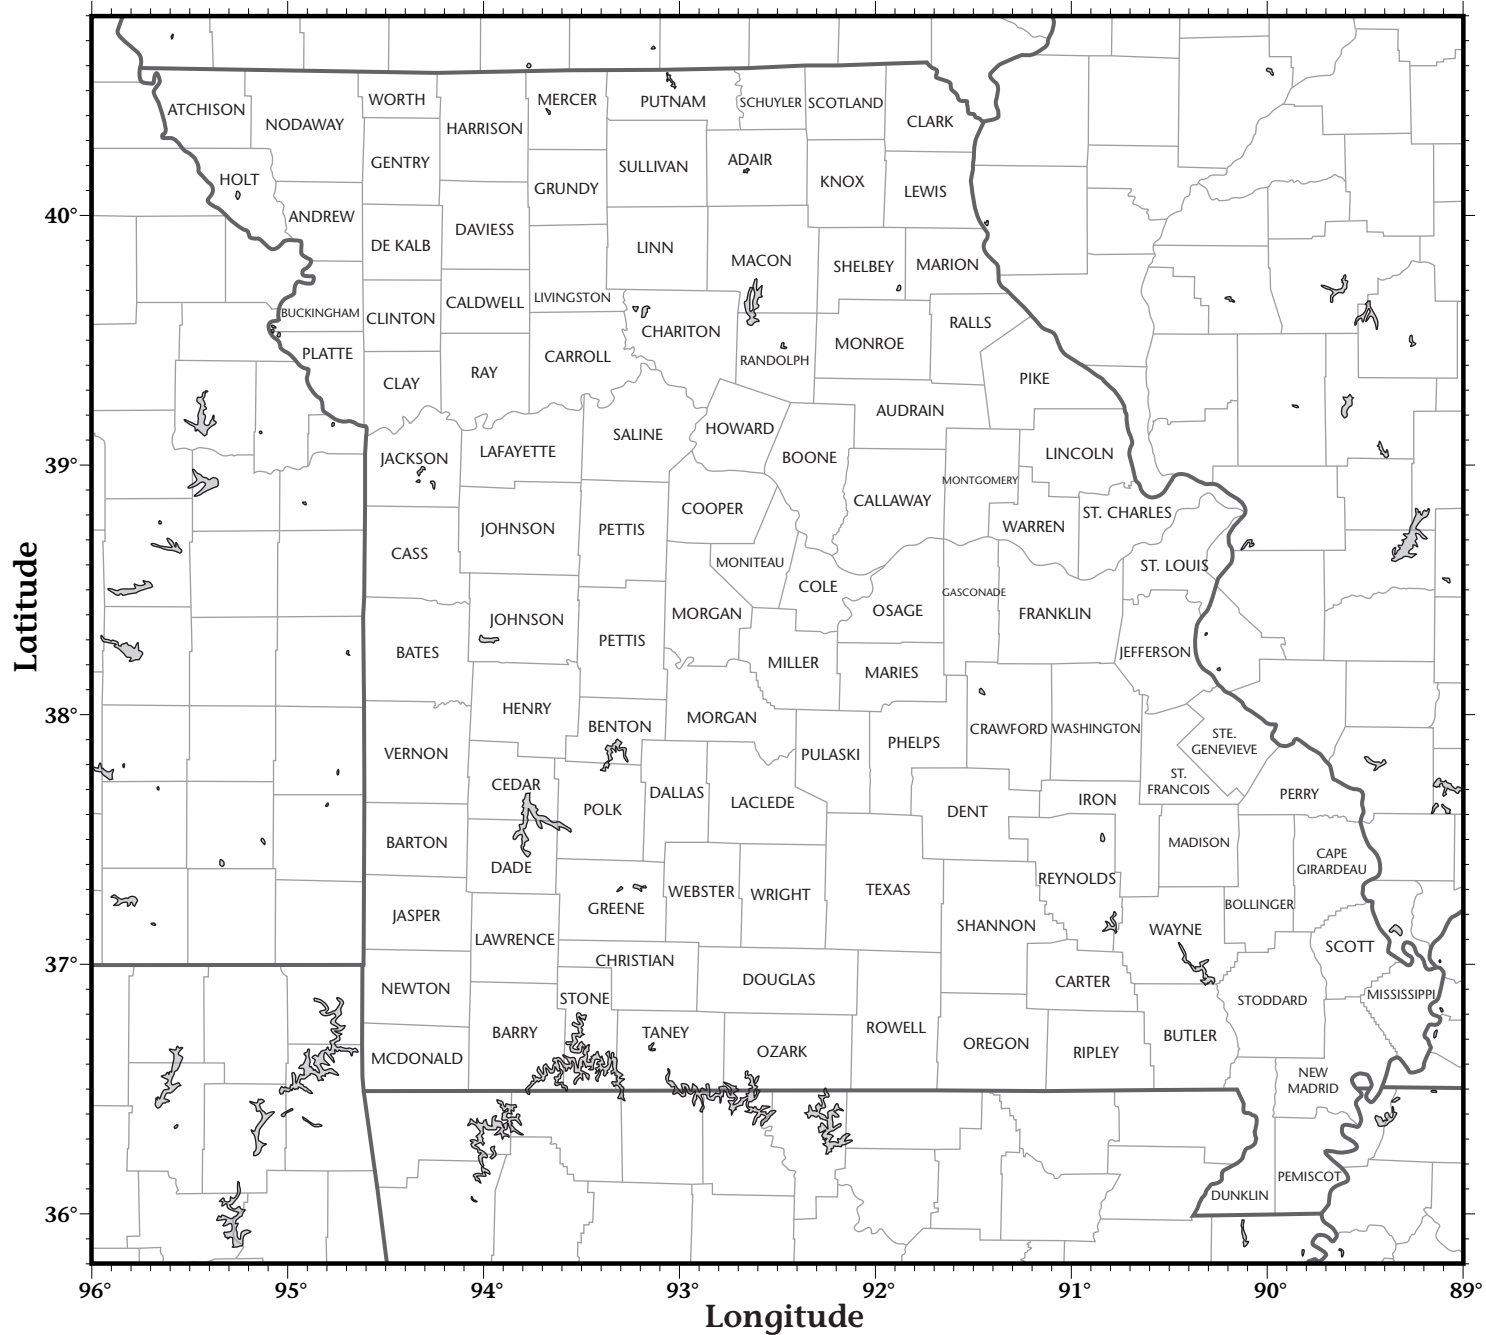 WORTH
MERCER
PUTNAM
SCHUYLER
SCOTLAND
ATCHISON
NODAWAY
HARRISON
CLARK
GENTRY
SULLIVAN
ADAIR
HOLT
GRUNDY
KNOX
LEWIS
40°
ANDREW
DE KALB
DAVIESS
LINN
MACON
SHELBEY
MARION
BUCKINGHAM
CLINTON
CALDWELL
LIVINGSTON
CHARITON
RALLS
PLATTE
CARROLL
RANDOLPH
MONROE
CLAY
RAY
PIKE
AUDRAIN
39°
JACKSON
LAFAYETTE
SALINE
HOWARD
BOONE
LINCOLN
MONTGOMERY
CALLAWAY
COOPER
JOHNSON
PETTIS
WARREN
ST. CHARLES
CASS
MONITEAU
COLE
ST. LOUIS
GASCONADE
JOHNSON
PETTIS
MORGAN
OSAGE
FRANKLIN
BATES
MILLER
MARIES
JEFFERSON
38°
HENRY
BENTON
MORGAN
CRAWFORD
WASHINGTON
STE.
GENEVIEVE
VERNON
PULASKI
PHELPS
ST.
FRANCOIS
CEDAR
POLK
DALLAS
LACLEDE
DENT
IRON
PERRY
BARTON
MADISON
DADE
CAPE
GIRARDEAU
REYNOLDS
JASPER
GREENE
WEBSTER
WRIGHT
TEXAS
BOLLINGER
LAWRENCE
SHANNON
WAYNE
SCOTT
37°
CHRISTIAN
NEWTON
STONE
DOUGLAS
CARTER
STODDARD
MISSISSIPPI
MCDONALD
BARRY
TANEY
OZARK
ROWELL
OREGON
RIPLEY
BUTLER
NEW
MADRID
36°
DUNKLIN
PEMISCOT
Latitude
96°
95°
94°
93°
92°
91°
90°
89°
Longitude